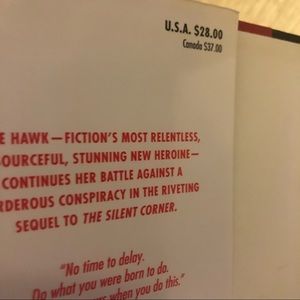 U.S.A. $28.00
Canada $37.00
E HAWK—FICTION'S MOST RELENTLESS,
SOURCEFUL, STUNNING NEW HEROINE—
CONTINUES HER BATTLE AGAINST A
RDEROUS CONSPIRACY IN THE RIVETING
SEQUEL TO THE SILENT CORNER.
"No time to delay.
Do what you were born to do.
when you do this."